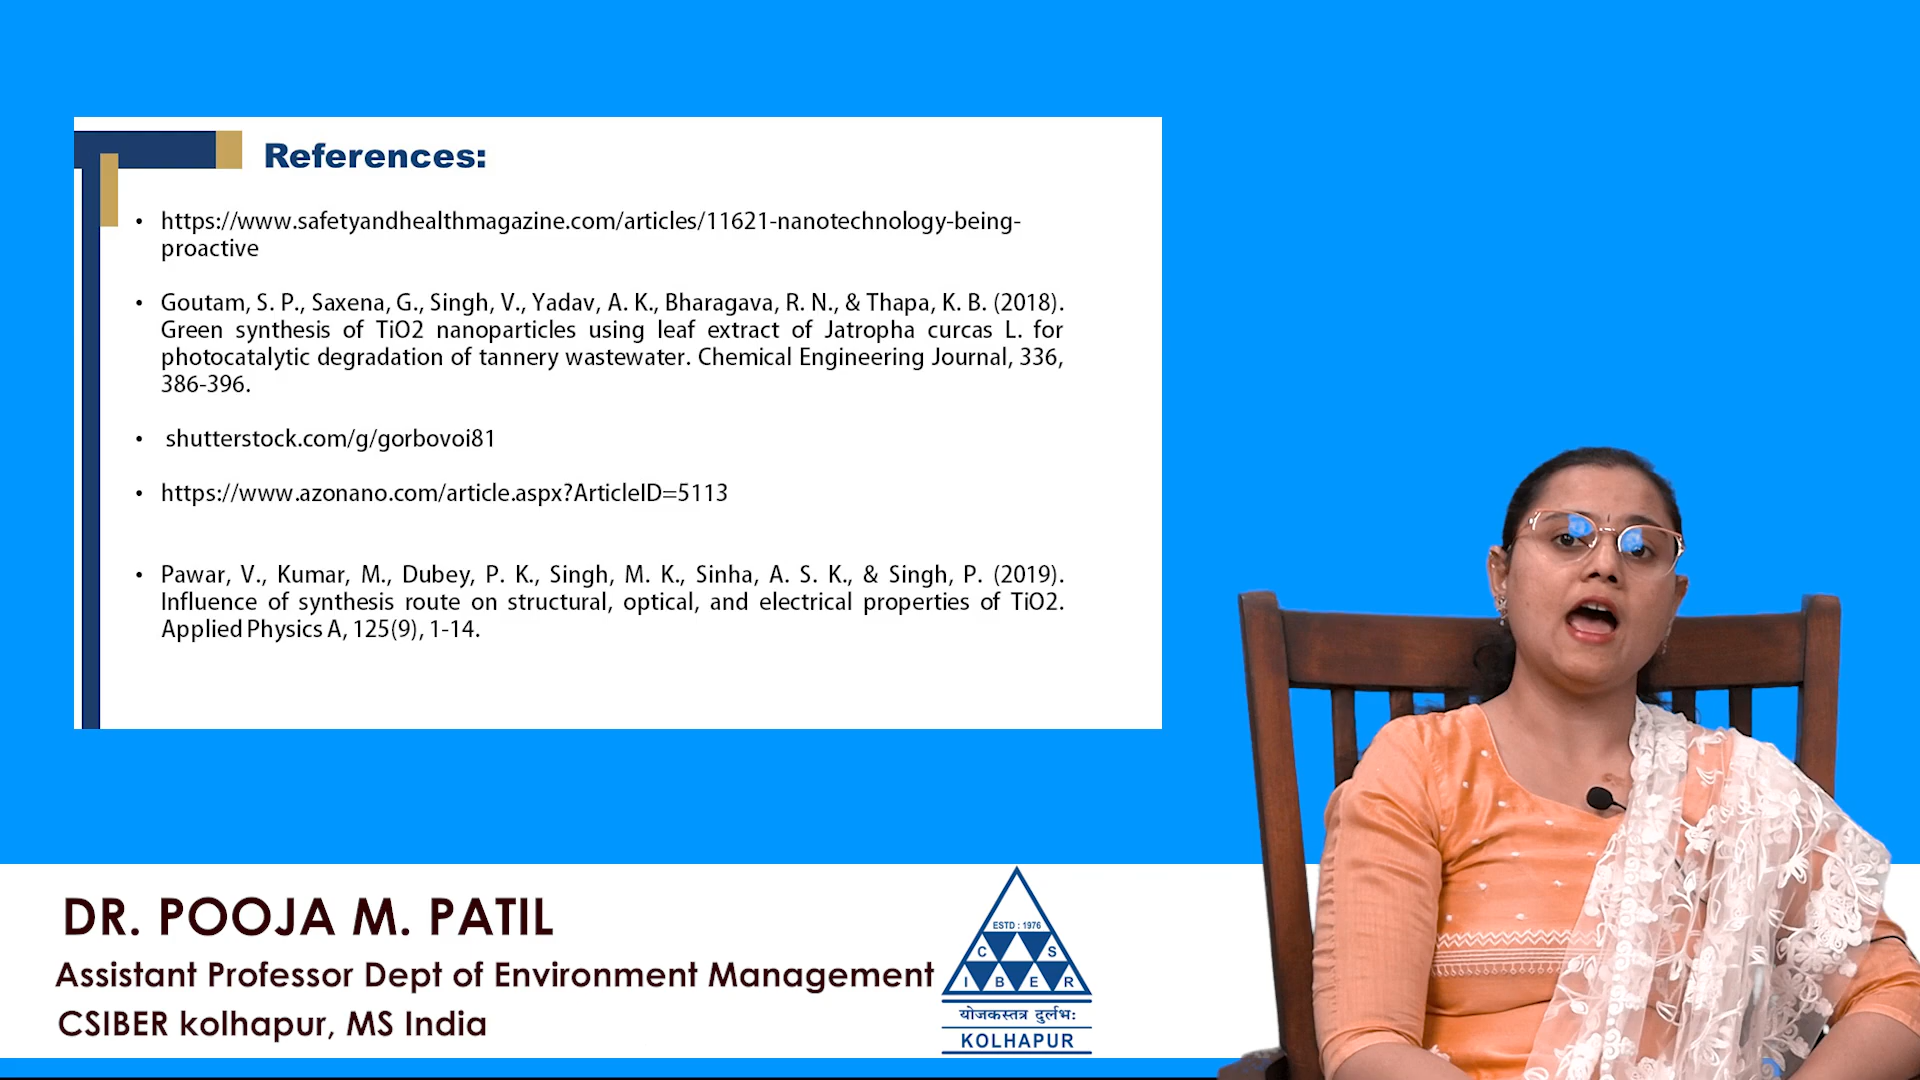 References:
• https://www.safetyandhealthmagazine.com/articles/11621-nanotechnology-being-
proactive
• Goutam, S. P., Saxena, G., Singh, V., Yadav, A. K., Bharagava, R. N., & Thapa, K. B. (2018).
Green synthesis of TiO2 nanoparticles using leaf extract of Jatropha curcas L. for
photocatalytic degradation of tannery wastewater. Chemical Engineering Journal, 336,
386-396.
• shutterstock.com/g/gorbovoi81
• https://www.azonano.com/article.aspx?ArticleID=5113
• Pawar, V., Kumar, M., Dubey, P. K., Singh, M. K., Sinha, A. S. K., & Singh, P. (2019).
Influence of synthesis route on structural, optical, and electrical properties of TiO2.
Applied Physics A, 125(9), 1-14.
DR. POOJA M. PATIL
Assistant Professor Dept of Environment Management
CSIBER kolhapur, MS India
ESTD : 1976
C S
I B E R
योजकस्तत्र दुर्लभः
KOLHAPUR